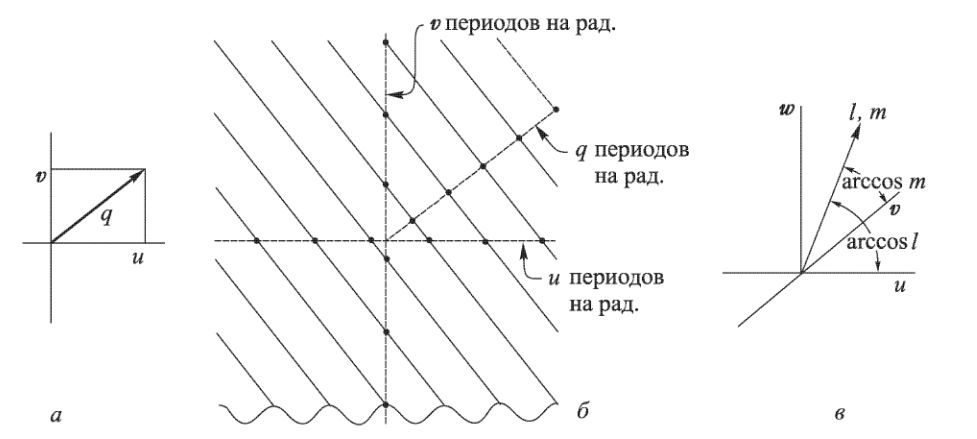 v периодов на рад.
q периодов
на рад.
u периодов
на рад.
v
q
u
а
б
w
l, m
arccos m
v
arccos l
u
в